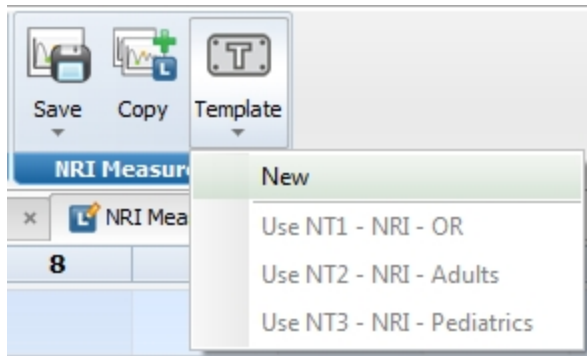 T
L
Save
Copy
Template
NRI Measur
New
×
L
NRI Mea
Use NT1 - NRI - OR
8
Use NT2 - NRI - Adults
Use NT3 - NRI - Pediatrics